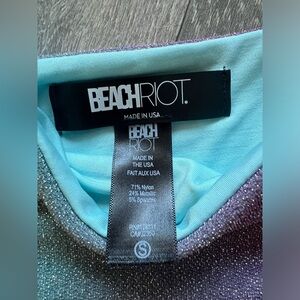 BEACHRIOT.
MADE IN USA
BEACH
RIOT
MADE IN
THE USA
FAIT AUX USA
71% Nylon
24% Metallic
5% Spandex
S